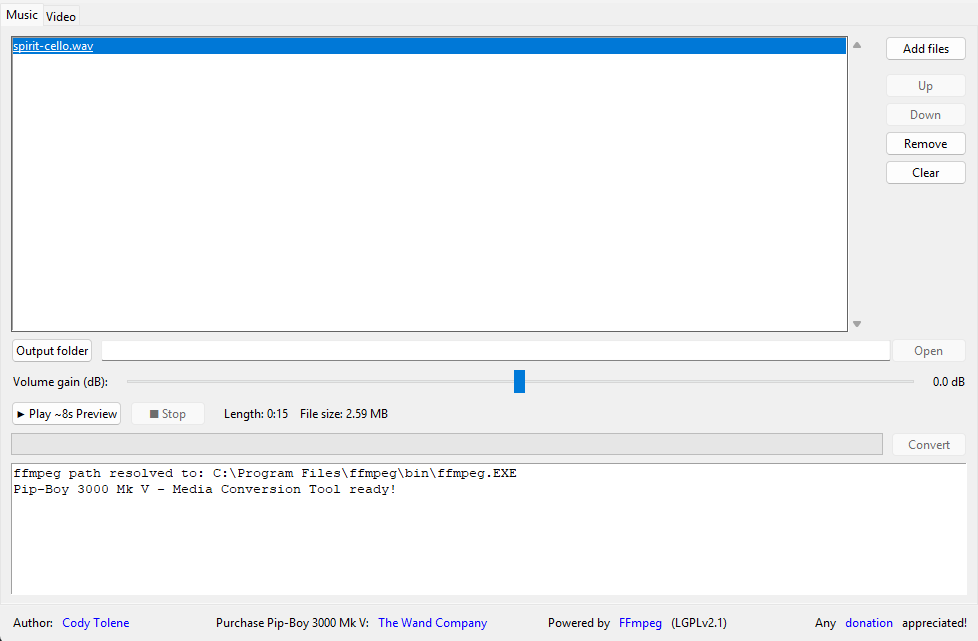 Music Video
spirit-cello.wav
Add files
Up
Down
Remove
Clear
Output folder
Open
Volume gain (dB):
0.0 dB
► Play ~8s Preview
■ Stop
Length: 0:15 File size: 2.59 MB
Convert
ffmpeg path resolved to: C:\Program Files\ffmpeg\bin\ffmpeg.EXE
Pip-Boy 3000 Mk V - Media Conversion Tool ready!
Author: Cody Tolene Purchase Pip-Boy 3000 Mk V: The Wand Company Powered by FFmpeg (LGPLv2.1) Any donation appreciated!